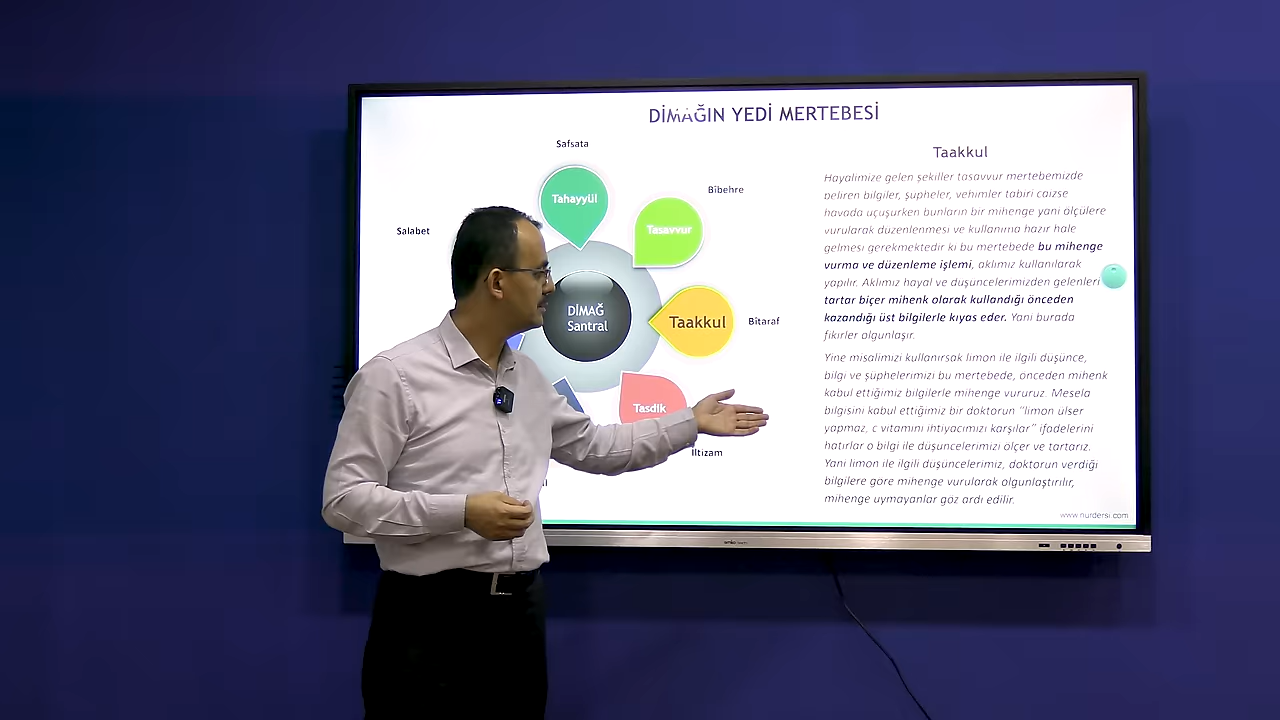 DİMAĞIN YEDİ MERTEBESİ
Safsata
Tahayyül
Bîbehre
Tasavvur
Salabet
DİMAĞ
Santral
Taakkul
Bîtaraf
Tasdik
İltizam
Taakkul
Hayalimize gelen şekiller tasavvur mertebemizde
beliren bilgiler, şüpheler, vehimler tabiri caizse
havada uçuşurken bunların bir mihenge yani ölçülere
vurularak düzenlenmesi ve kullanıma hazır hale
gelmesi gerekmektedir ki bu mertebede bu mihenge
vurma ve düzenleme işlemi, aklımız kullanılarak
yapılır. Aklımız hayal ve düşüncelerimizden gelenleri
tartar biçer mihenk olarak kullandığı önceden
kazandığı üst bilgilerle kıyas eder. Yani burada
fikirler olgunlaşır.
Yine misalimizi kullanırsak limon ile ilgili düşünce,
bilgi ve şüphelerimizi bu mertebede, önceden mihenk
kabul ettiğimiz bilgilerle mihenge vururuz. Mesela
bilgisini kabul ettiğimiz bir doktorun "limon ülser
yapmaz, c vitamini ihtiyacımızı karşılar" ifadelerini
hatırlar o bilgi ile düşüncelerimizi ölçer ve tartarız.
Yani limon ile ilgili düşüncelerimiz, doktorun verdiği
bilgilere göre mihenge vurularak olgunlaştırılır,
mihenge uymayanlar göz ardı edilir.
www.nurdersi.com